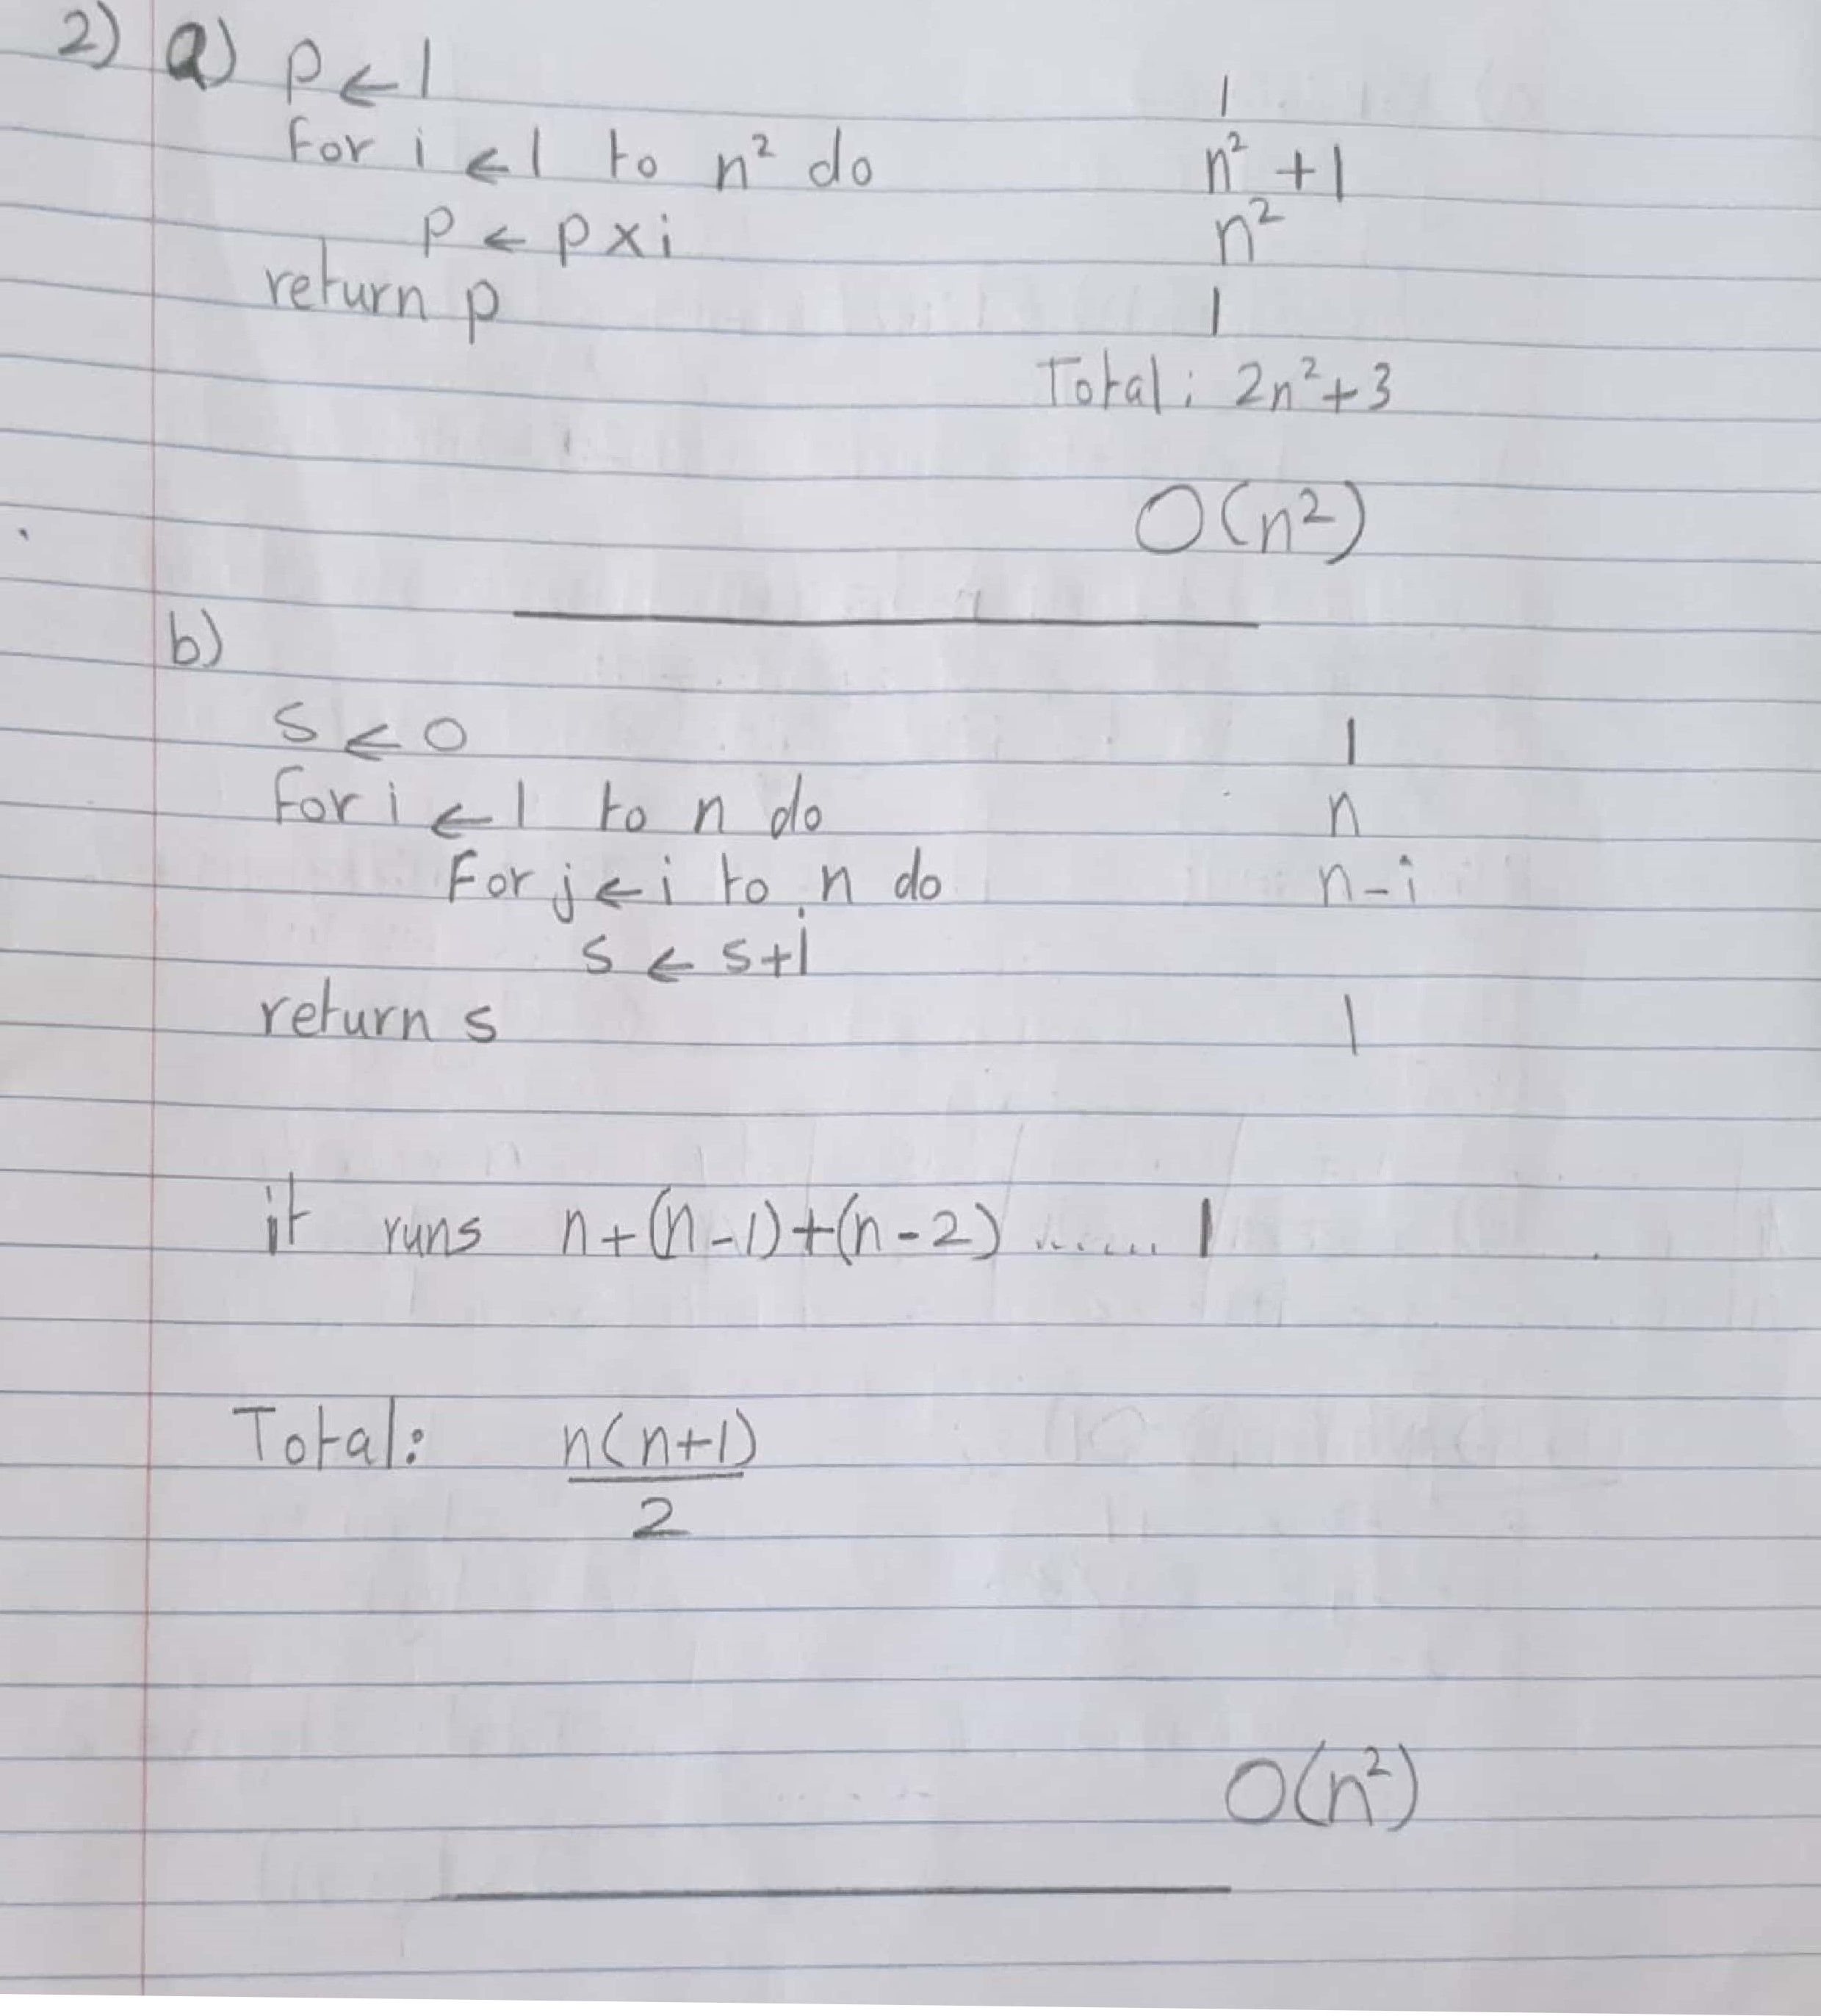 2) a) p ← 1 1
For i ← 1 to n² do n² + 1
p ← p × i n²
return p 1
Total: 2n² + 3
O(n²)
b)
s ← 0 1
For i ← 1 to n do n
For j ← i to n do n - i
s ← s + 1
return s 1
it runs n + (n - 1) + (n - 2) ...... 1
Total: n(n+1)
2
O(n²)